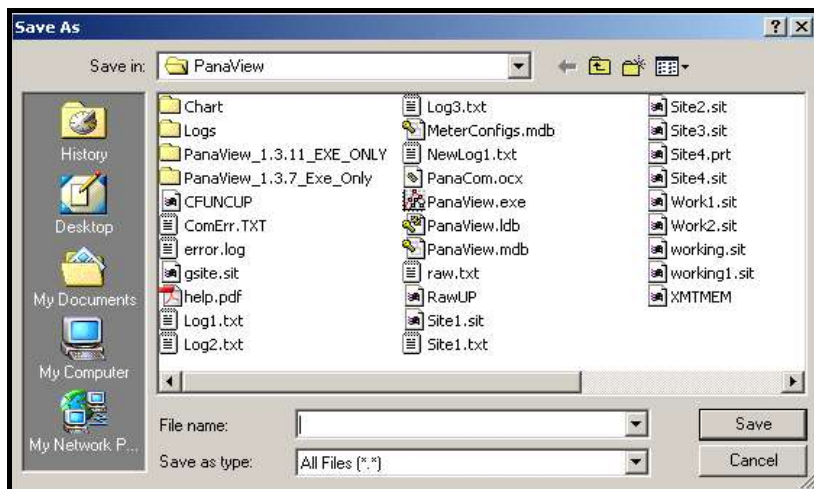 Save As
Save in: PanaView
History
Desktop
My Documents
My Computer
My Network P...
Chart
Logs
PanaView_1.3.11_EXE_ONLY
PanaView_1.3.7_Exe_Only
CFUNCUP
ComErr.TXT
error.log
gsite.sit
help.pdf
Log1.txt
Log2.txt
Log3.txt
MeterConfigs.mdb
NewLog1.txt
PanaCom.ocx
PanaView.exe
PanaView.ldb
PanaView.mdb
raw.txt
RawUP
Site1.sit
Site1.txt
Site2.sit
Site3.sit
Site4.prt
Site4.sit
Work1.sit
Work2.sit
working.sit
working1.sit
XMTMEM
File name:
Save
Save as type: All Files (*.*)
Cancel